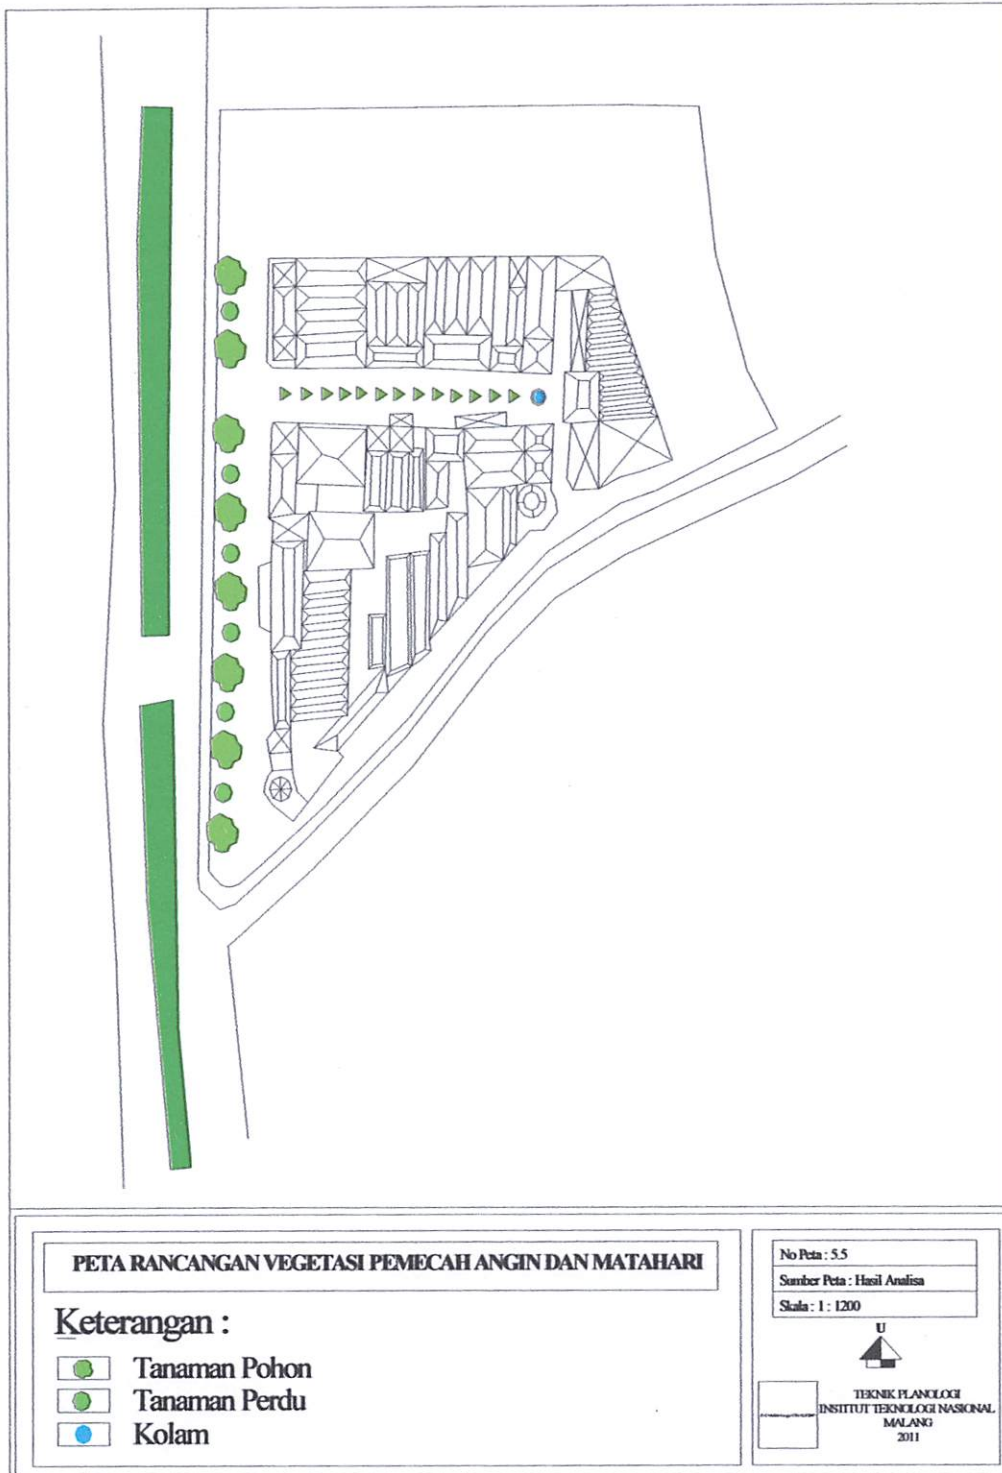 PETA RANCANGAN VEGETASI PEMECAH ANGIN DAN MATAHARI
Keterangan :
Tanaman Pohon
Tanaman Perdu
Kolam
No Peta : 5.5
Sumber Peta : Hasil Analisa
Skala : 1 : 1200
U
TEKNIK PLANOLOGI
INSTITUT TEKNOLOGI NASIONAL
MALANG
2011